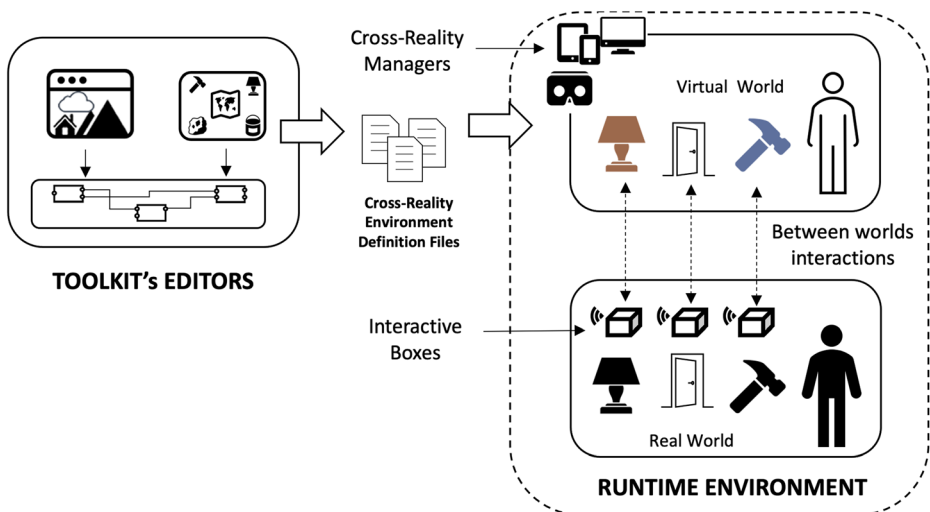 Cross-Reality
Managers
Virtual World
Cross-Reality
Environment
Definition Files
TOOLKIT's EDITORS
Between worlds
interactions
Interactive
Boxes
Real World
RUNTIME ENVIRONMENT